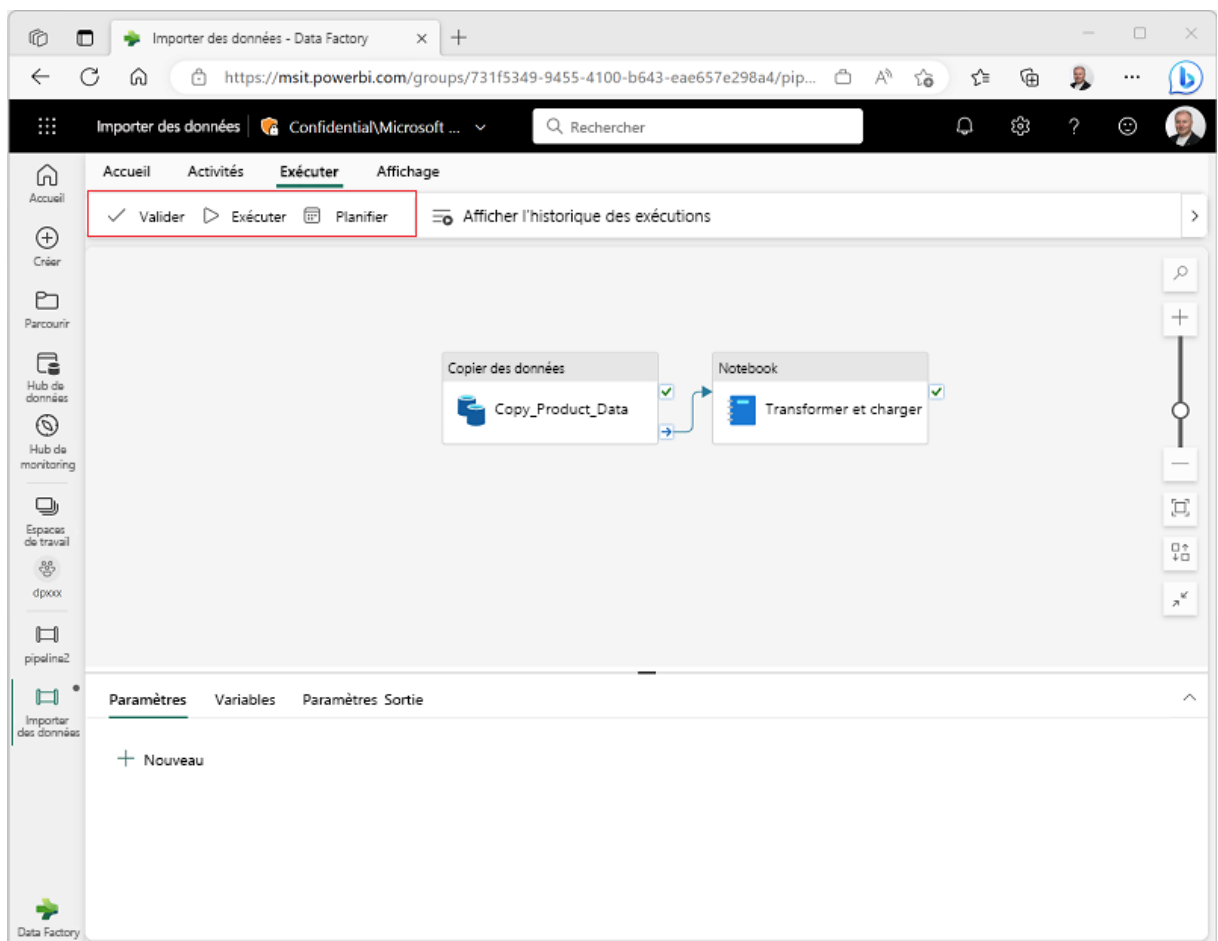 Importer des données - Data Factory
https://msit.powerbi.com/groups/731f5349-9455-4100-b643-eae657e298a4/pip...
Importer des données
Confidential\Microsoft ...
Rechercher
Accueil
Activités
Exécuter
Affichage
Valider
Exécuter
Planifier
Afficher l'historique des exécutions
Accueil
Créer
Parcourir
Hub de
données
Hub de
monitoring
Espaces
de travail
dpxxx
pipeline2
Importer
des données
Data Factory
Copier des données
Copy_Product_Data
Notebook
Transformer et charger
Paramètres
Variables
Paramètres
Sortie
Nouveau